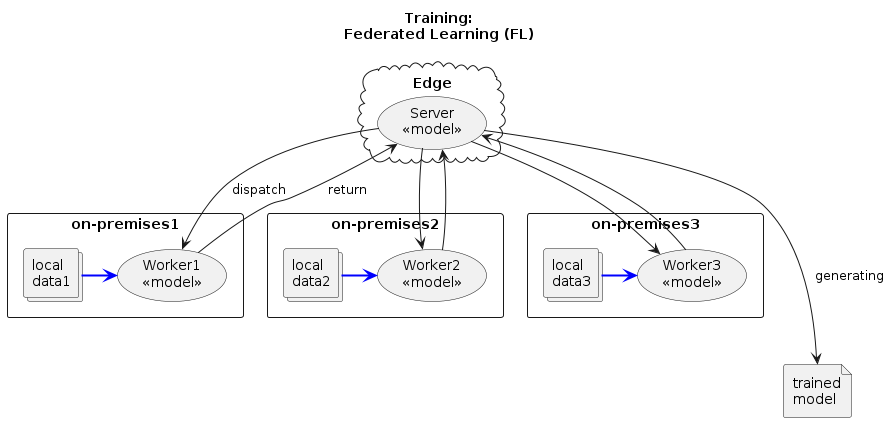 Training:
Federated Learning (FL)
Edge
Server
«model»
dispatch
return
on-premises1
on-premises2
on-premises3
local
data1
Worker1
«model»
local
data2
Worker2
«model»
local
data3
Worker3
«model»
generating
trained
model